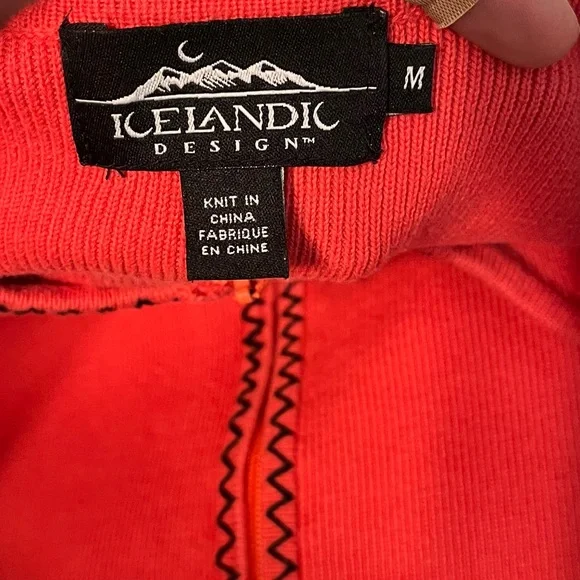 ICELANDIC
DESIGN™
M
KNIT IN
CHINA
FABRIQUE
EN CHINE